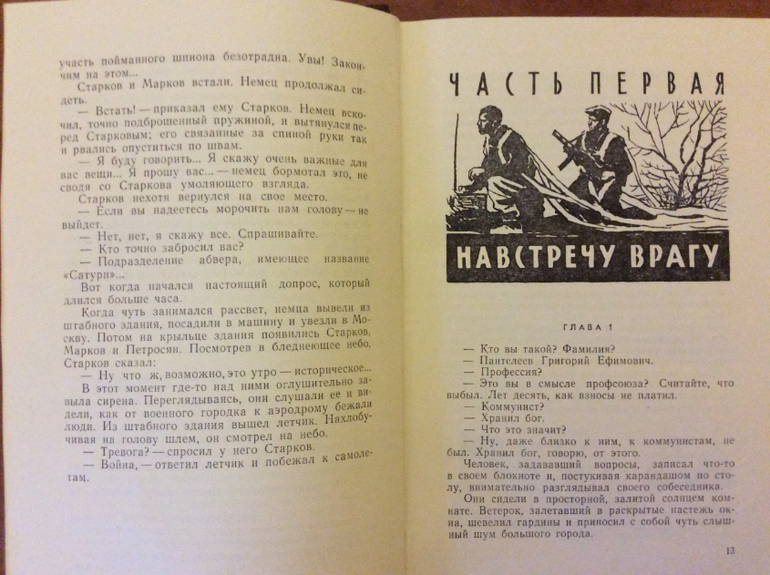 участь пойманного шпиона безотрадна. Увы! Закон-
чим на этом...
Старков и Марков встали. Немец продолжал си-
деть.
— Встать! — приказал ему Старков. Немец вско-
чил, точно подброшенный пружиной, и вытянулся пе-
ред Старковым; его связанные за спиной руки так
и рвались опуститься по швам.
— Я буду говорить... Я скажу очень важные для
вас вещи... Я прошу вас... — немец бормотал это, не
сводя со Старкова умоляющего взгляда.
Старков нехотя вернулся на свое место.
— Если вы надеетесь морочить нам голову — не
выйдет.
— Нет, нет, я скажу все. Спрашивайте.
— Кто точно забросил вас?
— Подразделение абвера, имеющее название
«Сатурн»...
Вот когда начался настоящий допрос, который
длился больше часа.
Когда чуть занимался рассвет, немца вывели из
штабного здания, посадили в машину и увезли в Мо-
скву. Потом на крыльце здания появились Старков,
Марков и Петросян. Посмотрев в бледнеющее небо,
Старков сказал:
— Ну что ж, возможно, это утро — историческое...
В этот момент где-то над ними оглушительно за-
выла сирена. Переглядываясь, они слушали ее и ви-
дели, как от военного городка к аэродрому бежали
люди. Из штабного здания вышел летчик. Нахлобу-
чивая на голову шлем, он смотрел на небо.
— Тревога? — спросил у него Старков.
— Война, — ответил летчик и побежал к самоле-
там.
ЧАСТЬ ПЕРВАЯ
НАВСТРЕЧУ ВРАГУ
ГЛАВА 1
— Кто вы такой? Фамилия?
— Пантелеев Григорий Ефимович.
— Профессия?
— Это вы в смысле профсоюза? Считайте, что
выбыл. Лет десять, как взносы не платил.
— Коммунист?
— Хранил бог.
— Что это значит?
— Ну, даже близко к ним, к коммунистам, не
был. Хранил бог, говорю, от этого.
Человек, задававший вопросы, записал что-то
в своем блокноте и, постукивая карандашом по сто-
лу, внимательно разглядывал своего собеседника.
Они сидели в просторной, залитой солнцем ком-
нате. Ветерок, залетавший в раскрытые настежь ок-
на, шевелил гардины и приносил с собой чуть слыш-
ный шум большого города.
13